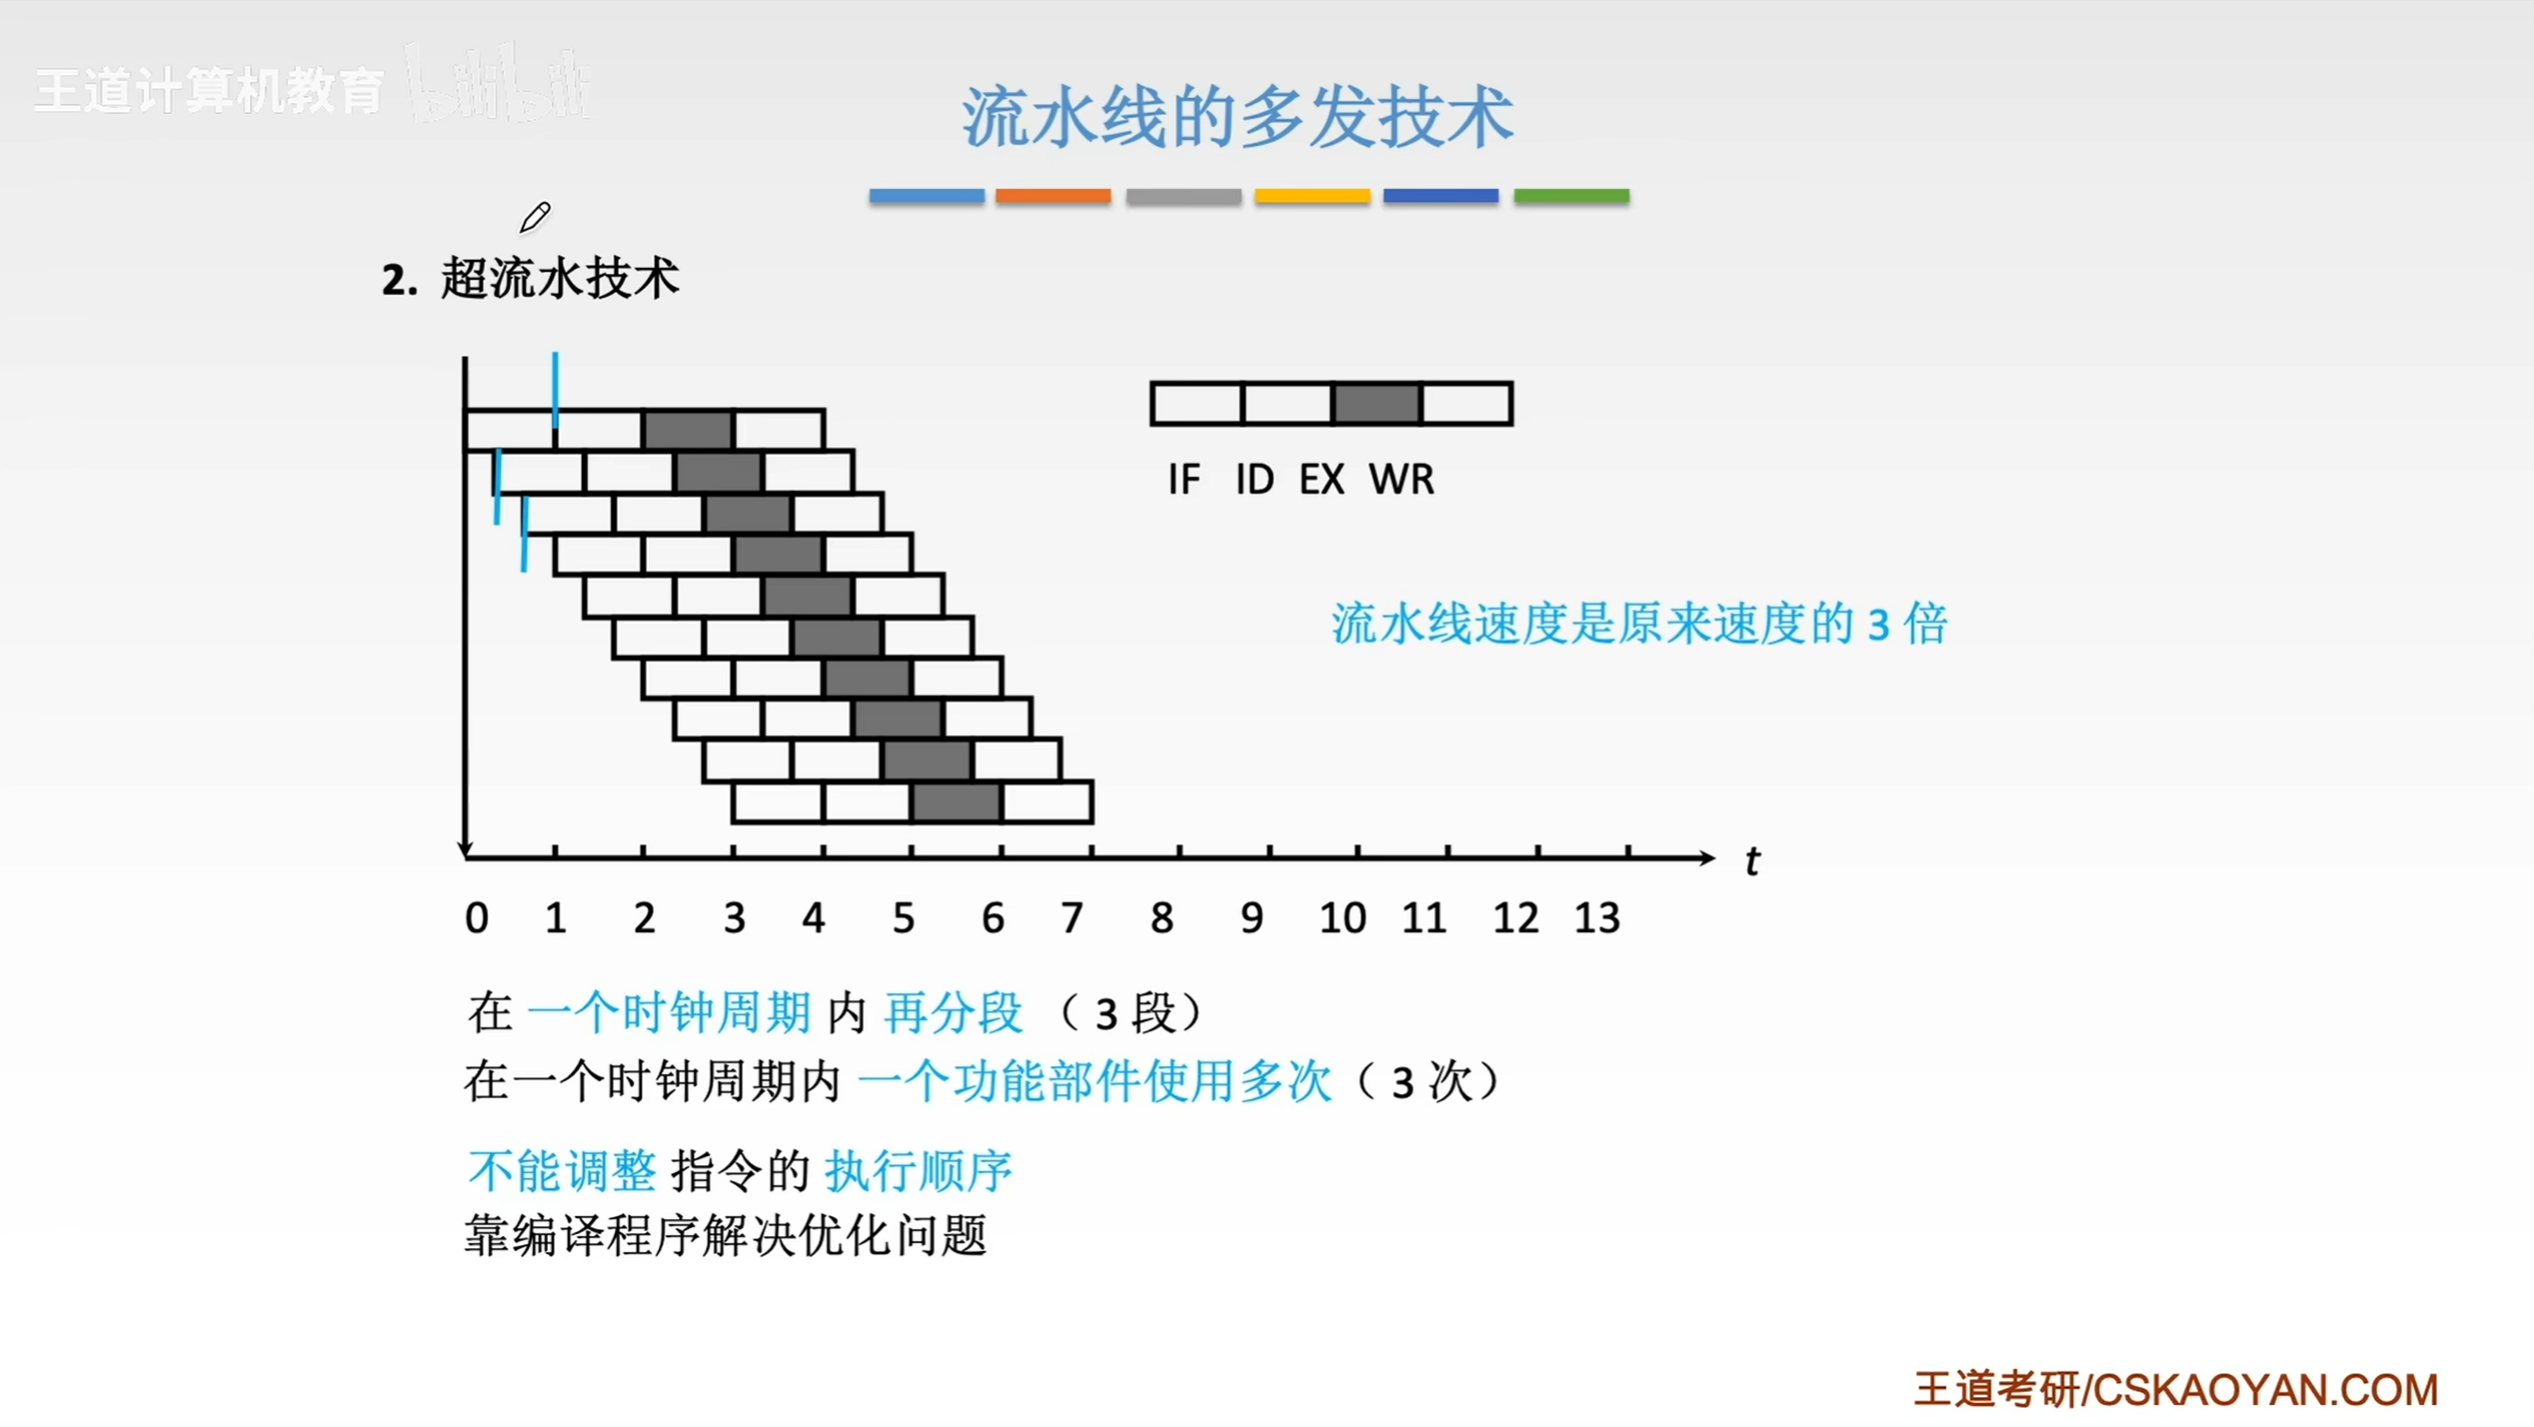 王道计算机教育 bilibili
流水线的多发技术
2. 超流水技术
IF ID EX WR
流水线速度是原来速度的 3 倍
t
0 1 2 3 4 5 6 7 8 9 10 11 12 13
在 一个时钟周期 内 再分段 （ 3 段）
在一个时钟周期内 一个功能部件使用多次（ 3 次）
不能调整 指令的 执行顺序
靠编译程序解决优化问题
王道考研/CSKAOYAN.COM